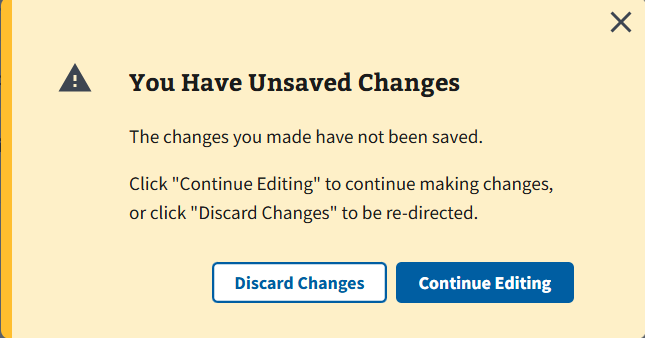 You Have Unsaved Changes
The changes you made have not been saved.
Click "Continue Editing" to continue making changes,
or click "Discard Changes" to be re-directed.
Discard Changes
Continue Editing